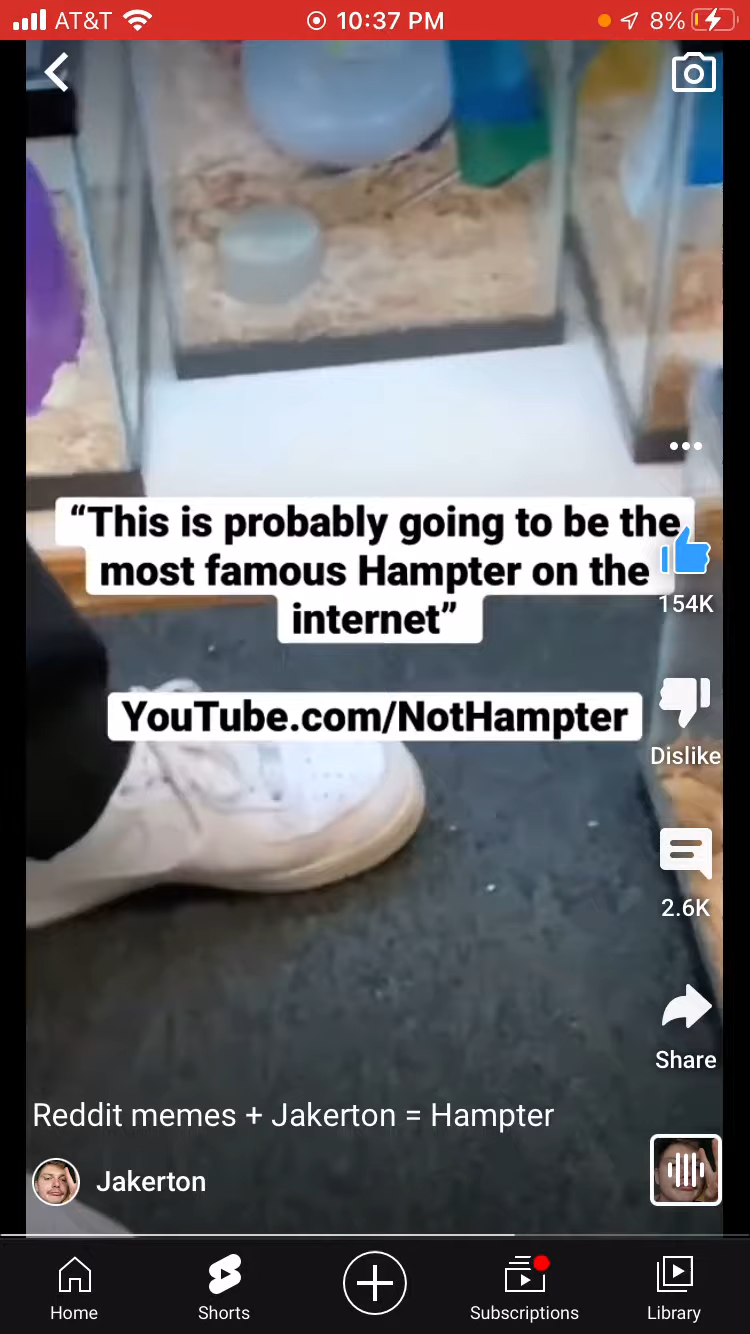 AT&T 10:37 PM 8%
“This is probably going to be the
most famous Hampter on the
internet”
154K
YouTube.com/NotHampter
Dislike
2.6K
Share
Reddit memes + Jakerton = Hampter
Jakerton
Home Shorts Subscriptions Library